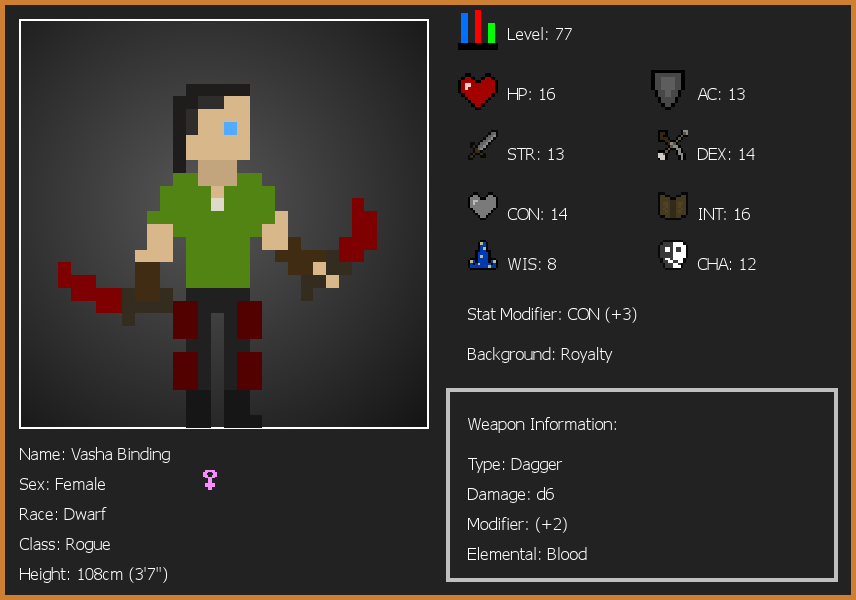 Level: 77
HP: 16
AC: 13
STR: 13
DEX: 14
CON: 14
INT: 16
WIS: 8
CHA: 12
Stat Modifier: CON (+3)
Background: Royalty
Weapon Information:
Type: Dagger
Damage: d6
Modifier: (+2)
Elemental: Blood
Name: Vasha Binding
Sex: Female
Race: Dwarf
Class: Rogue
Height: 108cm (3'7")